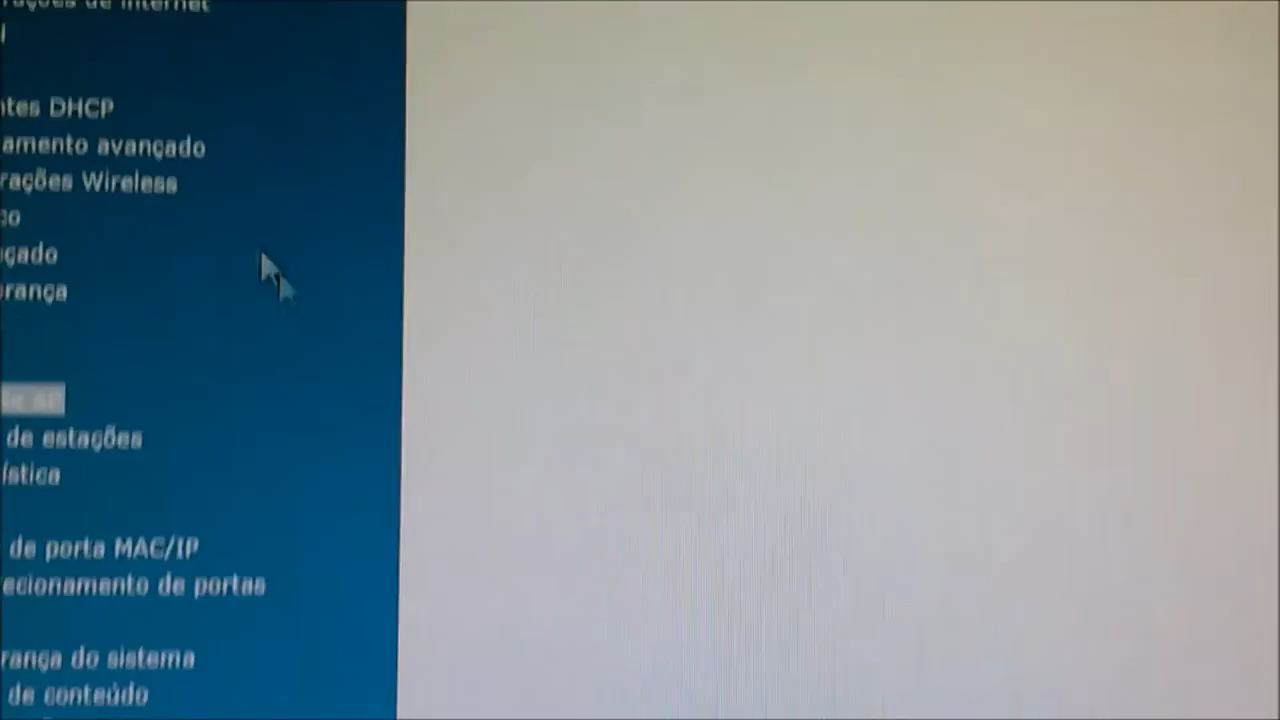 rações de Internet
ntes DHCP
amento avançado
rações Wireless
co
nçado
rança
de estações
ística
de porta MAC/IP
ecionamento de portas
rança do sistema
de conteúdo